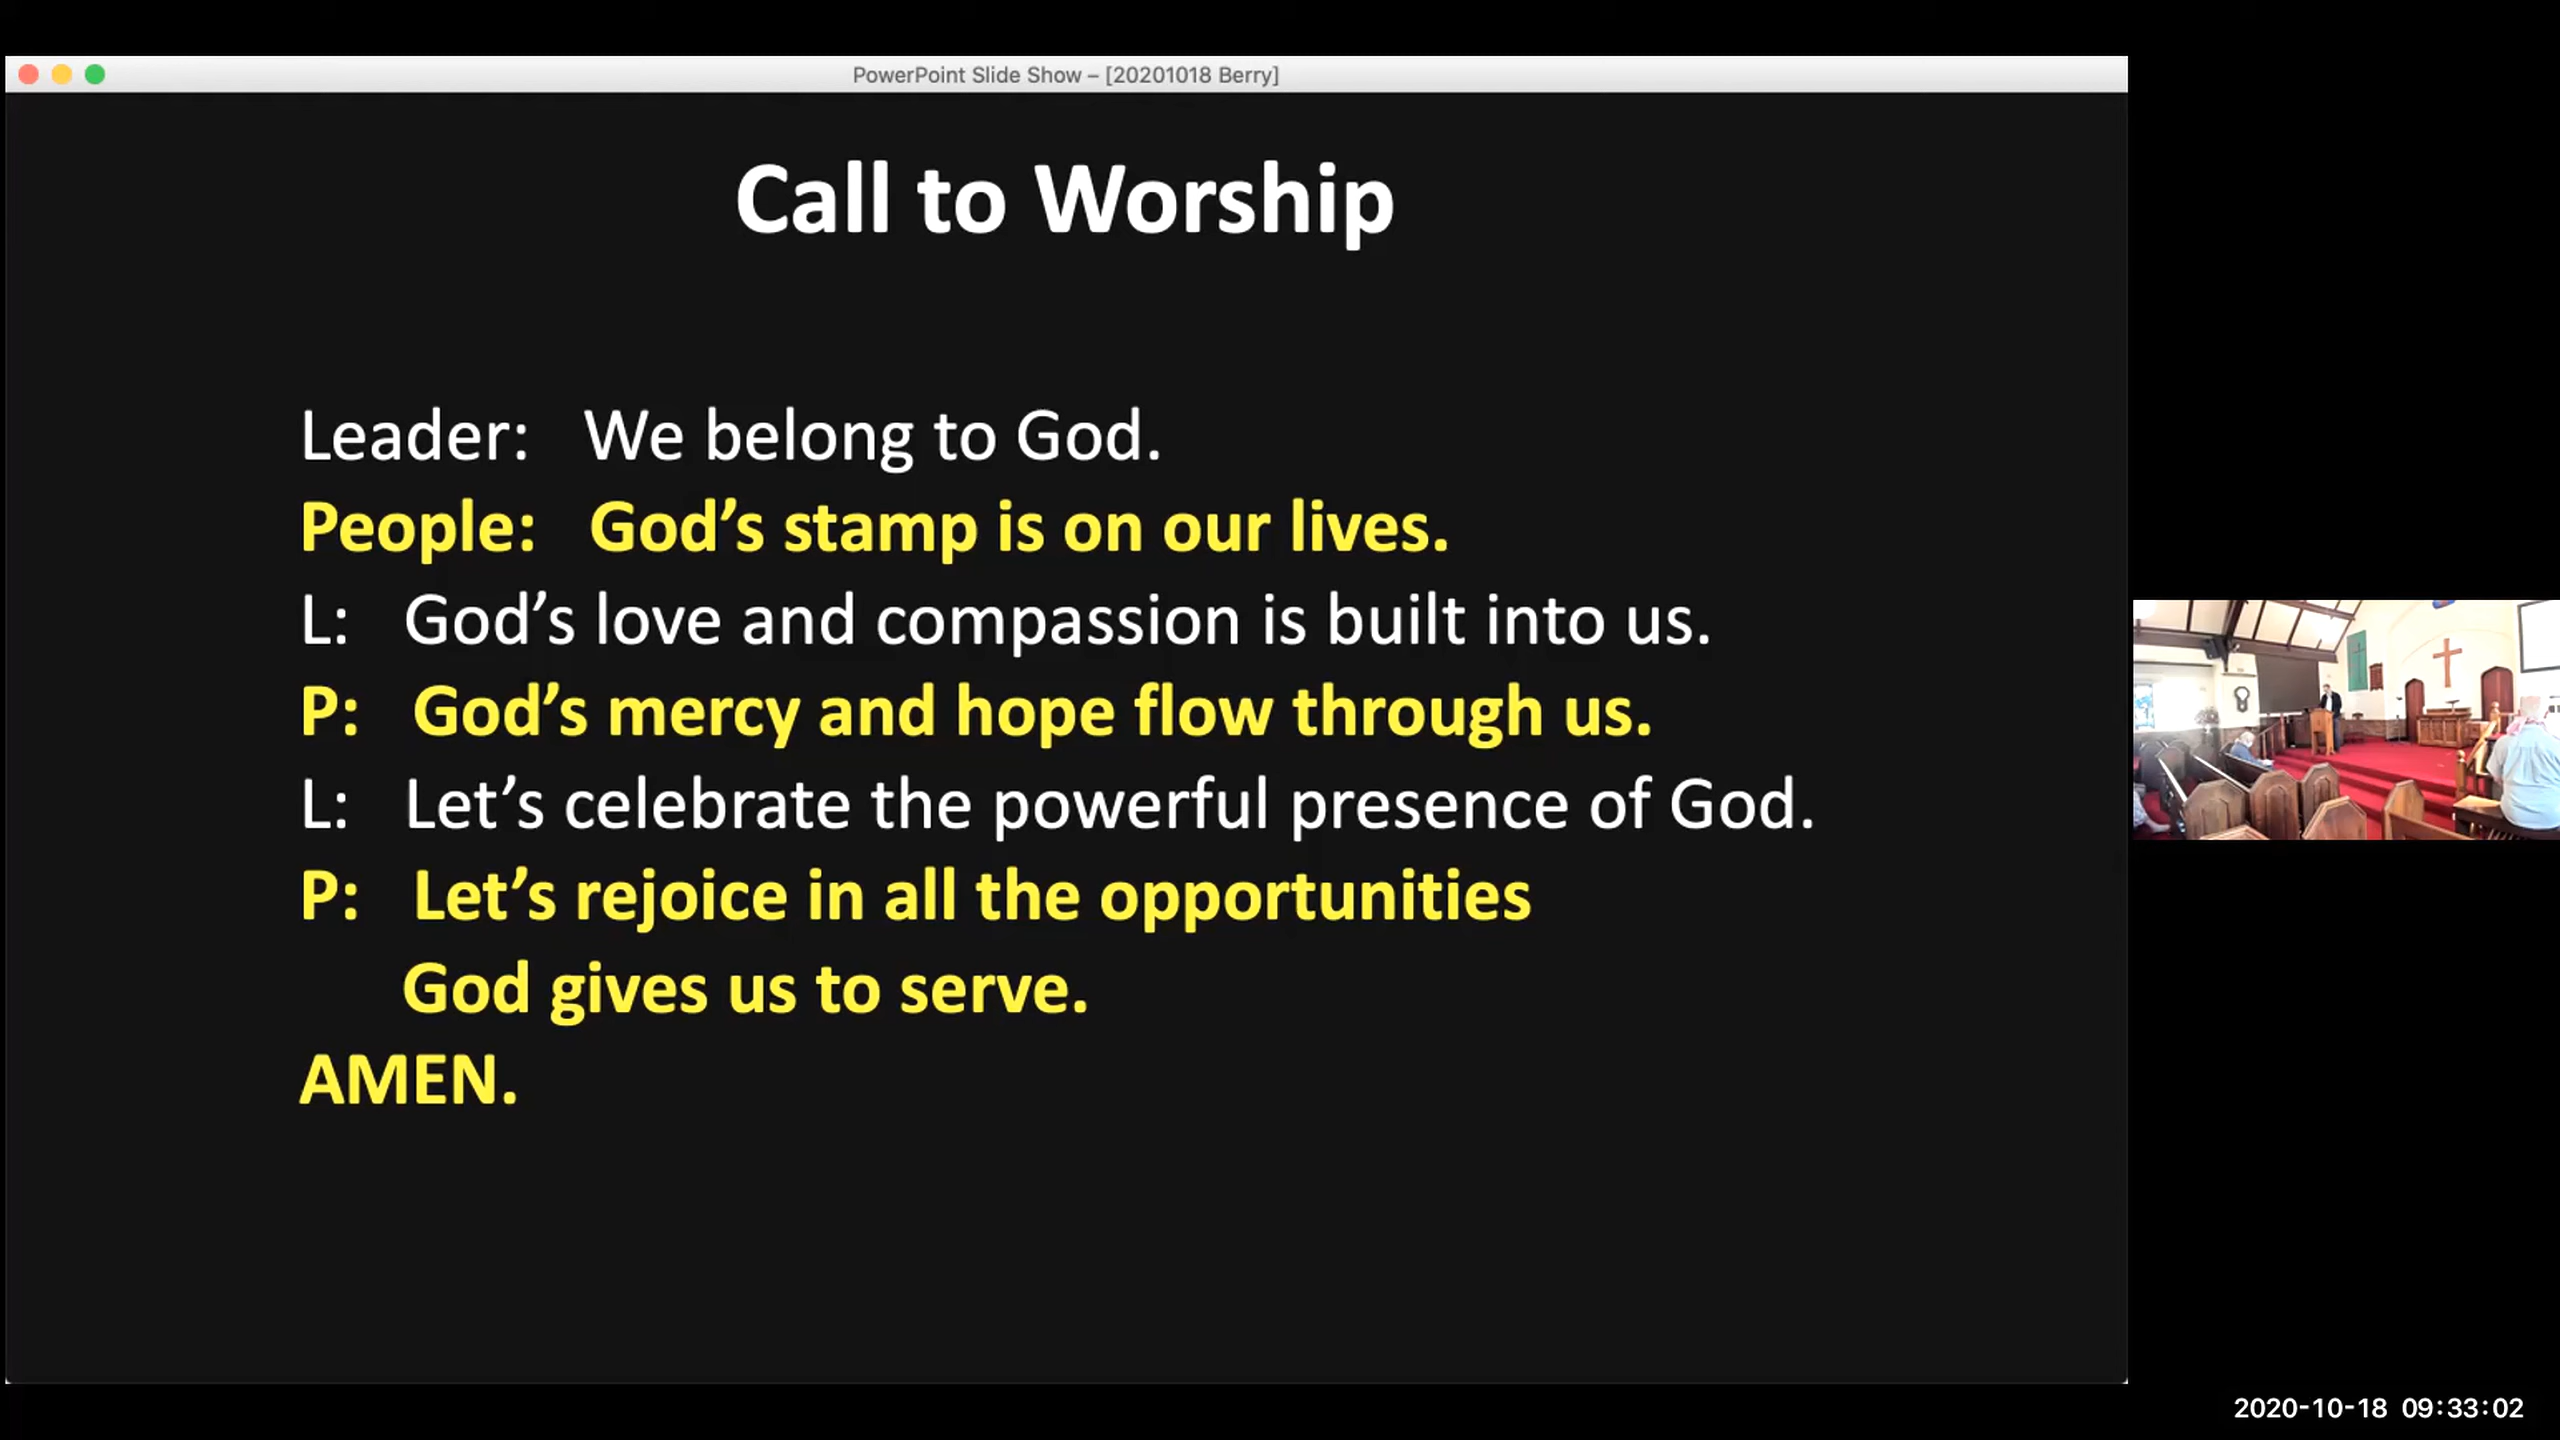 PowerPoint Slide Show – [20201018 Berry]
Call to Worship
Leader: We belong to God.
People: God’s stamp is on our lives.
L: God’s love and compassion is built into us.
P: God’s mercy and hope flow through us.
L: Let’s celebrate the powerful presence of God.
P: Let’s rejoice in all the opportunities
God gives us to serve.
AMEN.
2020-10-18 09:33:02